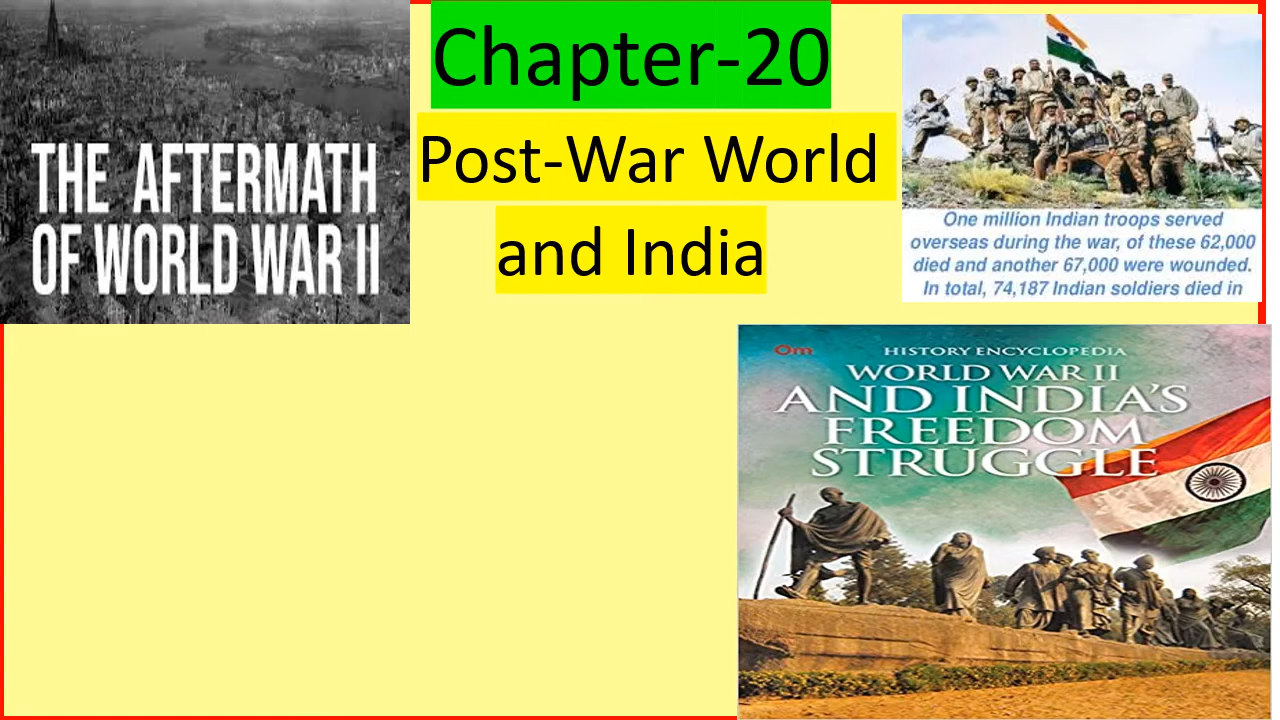 THE AFTERMATH
OF WORLD WAR II
Chapter-20
Post-War World
and India
One million Indian troops served
overseas during the war, of these 62,000
died and another 67,000 were wounded.
In total, 74,187 Indian soldiers died in
Om
HISTORY ENCYCLOPEDIA
WORLD WAR II
AND INDIA'S
FREEDOM
STRUGGLE